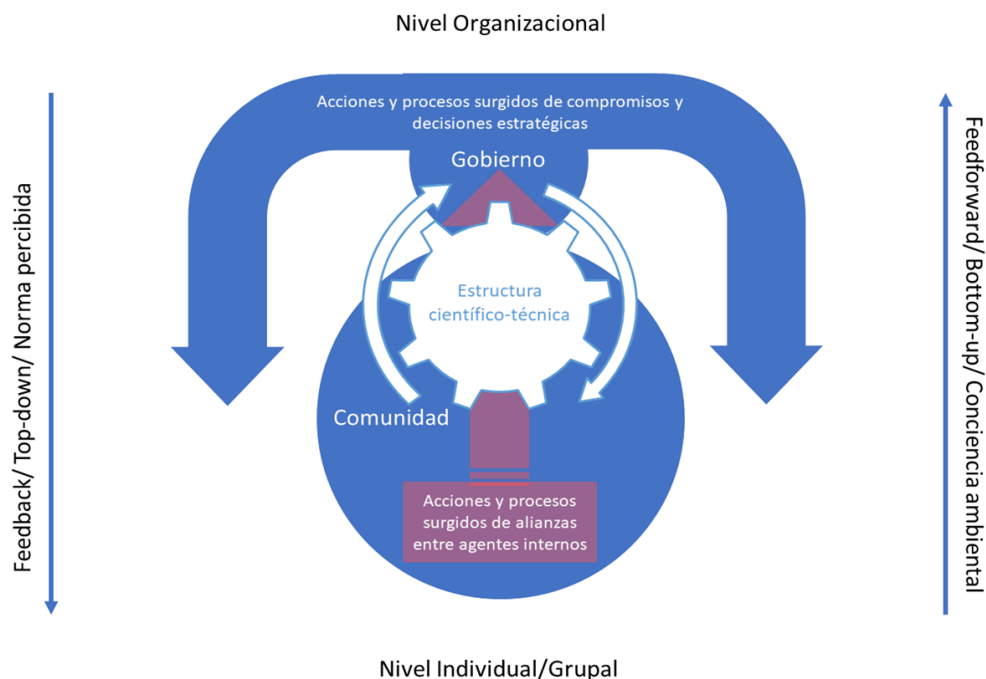 Nivel Organizacional
Acciones y procesos surgidos de compromisos y
decisiones estratégicas
Gobierno
Estructura
científico-técnica
Comunidad
Acciones y procesos
surgidos de alianzas
entre agentes internos
Feedback/ Top-down/ Norma percibida
Feedforward/ Bottom-up/ Conciencia ambiental
Nivel Individual/Grupal